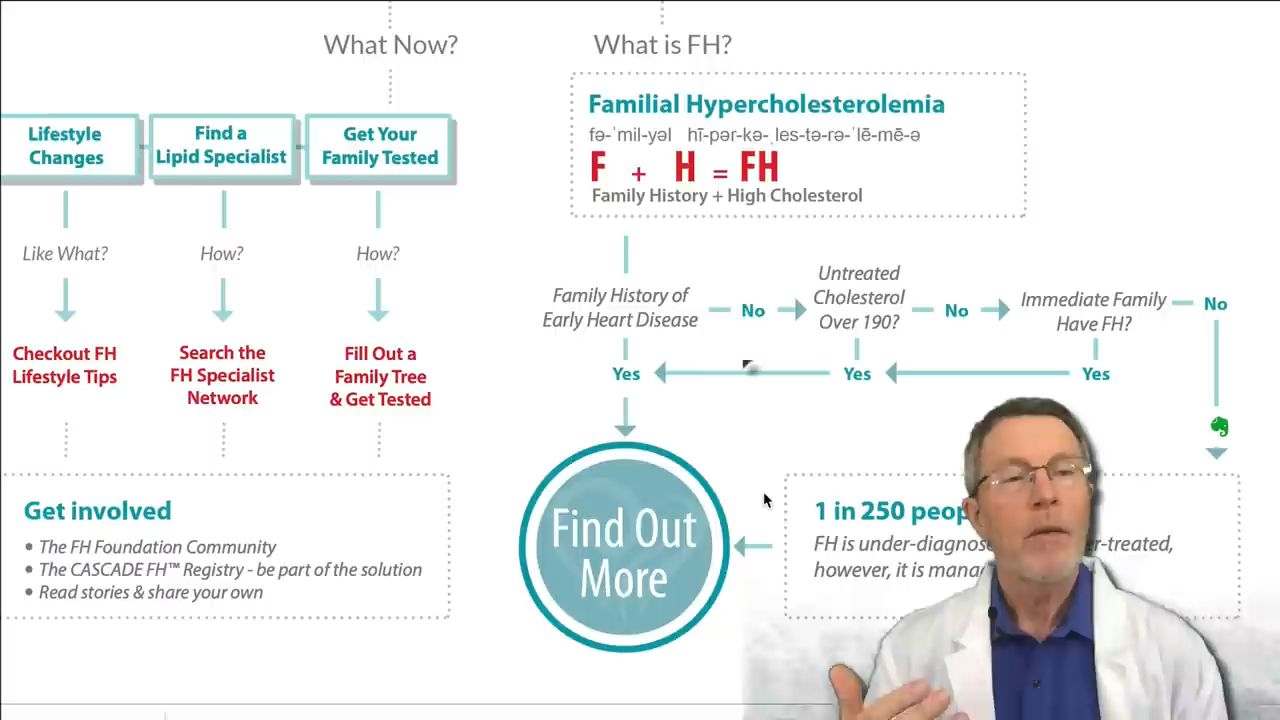 What Now?
What is FH?
Lifestyle
Changes
Find a
Lipid Specialist
Get Your
Family Tested
Like What?
How?
How?
Checkout FH
Lifestyle Tips
Search the
FH Specialist
Network
Fill Out a
Family Tree
& Get Tested
Get involved
• The FH Foundation Community
• The CASCADE FH™ Registry - be part of the solution
• Read stories & share your own
Familial Hypercholesterolemia
fə-ˈmil-yəl hī-pər-kə-ˌles-tə-rə-ˈlē-mē-ə
F + H = FH
Family History + High Cholesterol
Family History of
Early Heart Disease
No
Untreated
Cholesterol
Over 190?
No
Immediate Family
Have FH?
No
Yes
Yes
Yes
Find Out
More
1 in 250
FH is -treated,
however, it is